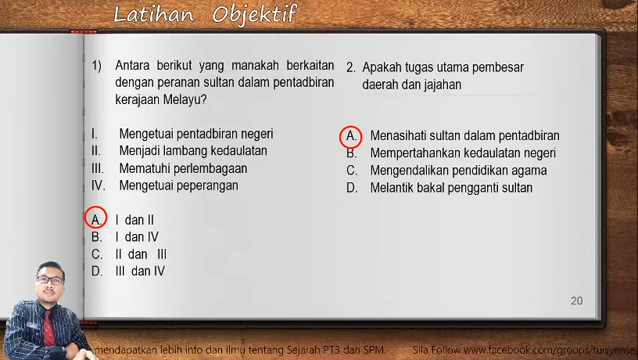 Latihan Objektif
1) Antara berikut yang manakah berkaitan
dengan peranan sultan dalam pentadbiran
kerajaan Melayu?
I. Mengetuai pentadbiran negeri
II. Menjadi lambang kedaulatan
III. Mematuhi perlembagaan
IV. Mengetuai peperangan
A. I dan II
B. I dan IV
C. II dan III
D. III dan IV
2. Apakah tugas utama pembesar
daerah dan jajahan
A. Menasihati sultan dalam pentadbiran
B. Mempertahankan kedaulatan negeri
C. Mengendalikan pendidikan agama
D. Melantik bakal pengganti sultan
20
mendapatkan lebih info dan ilmu tentang Sejarah PT3 dan SPM. Sila Follow www.facebook.com/groups/tuisyense